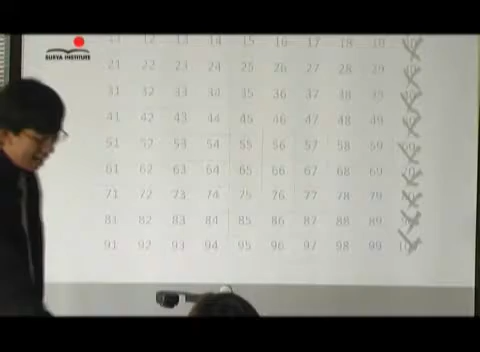 SURYA INSTITUTE
11 12 13 14 15 16 17 18 19
21 22 23 24 25 26 27 28 29
31 32 33 34 35 36 37 38 39
41 42 43 44 45 46 47 48 49
51 52 53 54 55 56 57 58 59
61 62 63 64 65 66 67 68 69
71 72 73 74 75 76 77 78 79
81 82 83 84 85 86 87 88 89
91 92 93 94 95 96 97 98 99